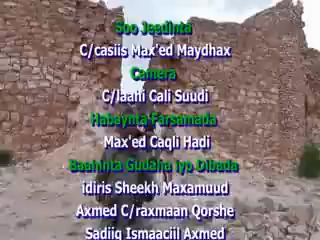 Soo Jeedinta
C/casiis Max'ed Maydhax
Camera
C/laahi Cali Suudi
Habaynta Farsamada
Max'ed Caqli Hadi
Baahinta Gudaha iyo Dibada
idiris Sheekh Maxamuud
Axmed C/raxmaan Qorshe
Sadiiq Ismaaciil Axmed